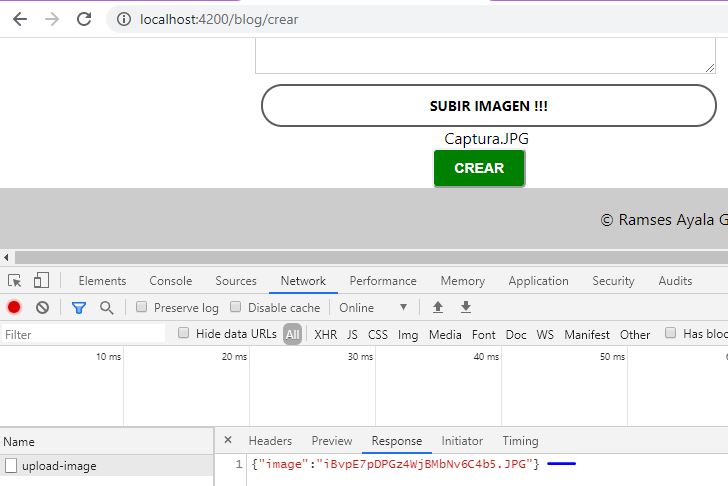 localhost:4200/blog/crear
SUBIR IMAGEN !!!
Captura.JPG
CREAR
© Ramses Ayala G
Elements Console Sources Network Performance Memory Application Security Audits
Preserve log Disable cache Online
Filter Hide data URLs All XHR JS CSS Img Media Font Doc WS Manifest Other Has bloc
10 ms 20 ms 30 ms 40 ms 50 ms
Name × Headers Preview Response Initiator Timing
upload-image 1 {"image":"iBvpE7pDPGz4WjBMbNv6C4b5.JPG"}